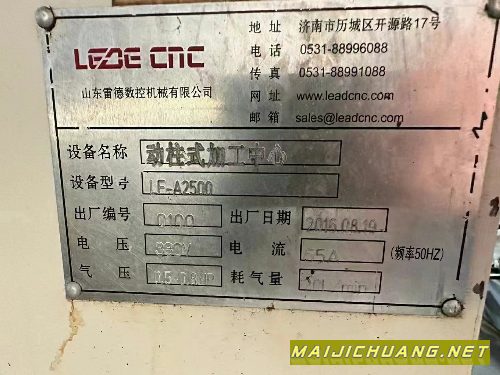 LEDE CNC
山东雷德数控机械有限公司
地 址 济南市历城区开源路17号
电 话 0531-88996088
传 真 0531-88991088
网 址 www.leadcnc.com
邮 箱 sales@leadcnc.com
设备名称 动柱式加工中心
设备型号 LE-A2500
出厂编号 0100 出厂日期 2016.08.19
电 压 380V 电 流 55A (频率50HZ)
气 压 耗气量 L/min
MAIJICHUANG.NET